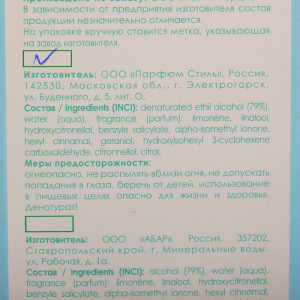 В зависимости от предприятия изготовителя состав
продукции незначительно отличается.
На упаковке вручную ставится метка, указывающая
на завод изготовителя.
Изготовитель: ООО «Парфюм Стиль», Россия,
142530, Московская обл., г. Электрогорск,
ул. Буденного, д. 5, лит. О.
Состав / Ingredients (INCI): denaturated ethil alcohol (79%),
water (aqua), fragrance (parfum): limonene, linalool,
hydroxycitronellal, benzyle salicylate, alpha-isomethyl ionone,
hexyl cinnamal, geraniol, hydroxyisohexyl 3-cyclohexene
carboxaldehyde, citronnellol, citral.
Меры предосторожности:
огнеопасно, не распылять вблизи огня, не допускать
попадания в глаза, беречь от детей, использование
в пищевых целях опасно для жизни и здоровья.
Денатурат!
Изготовитель: ООО «АБАР», Россия, 357202,
Ставропольский край, г. Минеральные воды,
ул. Рабочая, д. 1а.
Состав / Ingredients (INCI): alcohol (79%), water (aqua),
fragrance (parfum): limonene, linalool, hydroxycitronellal,
benzyle salicylate, alpha-isomethyl ionone, hexyl cinnamal,